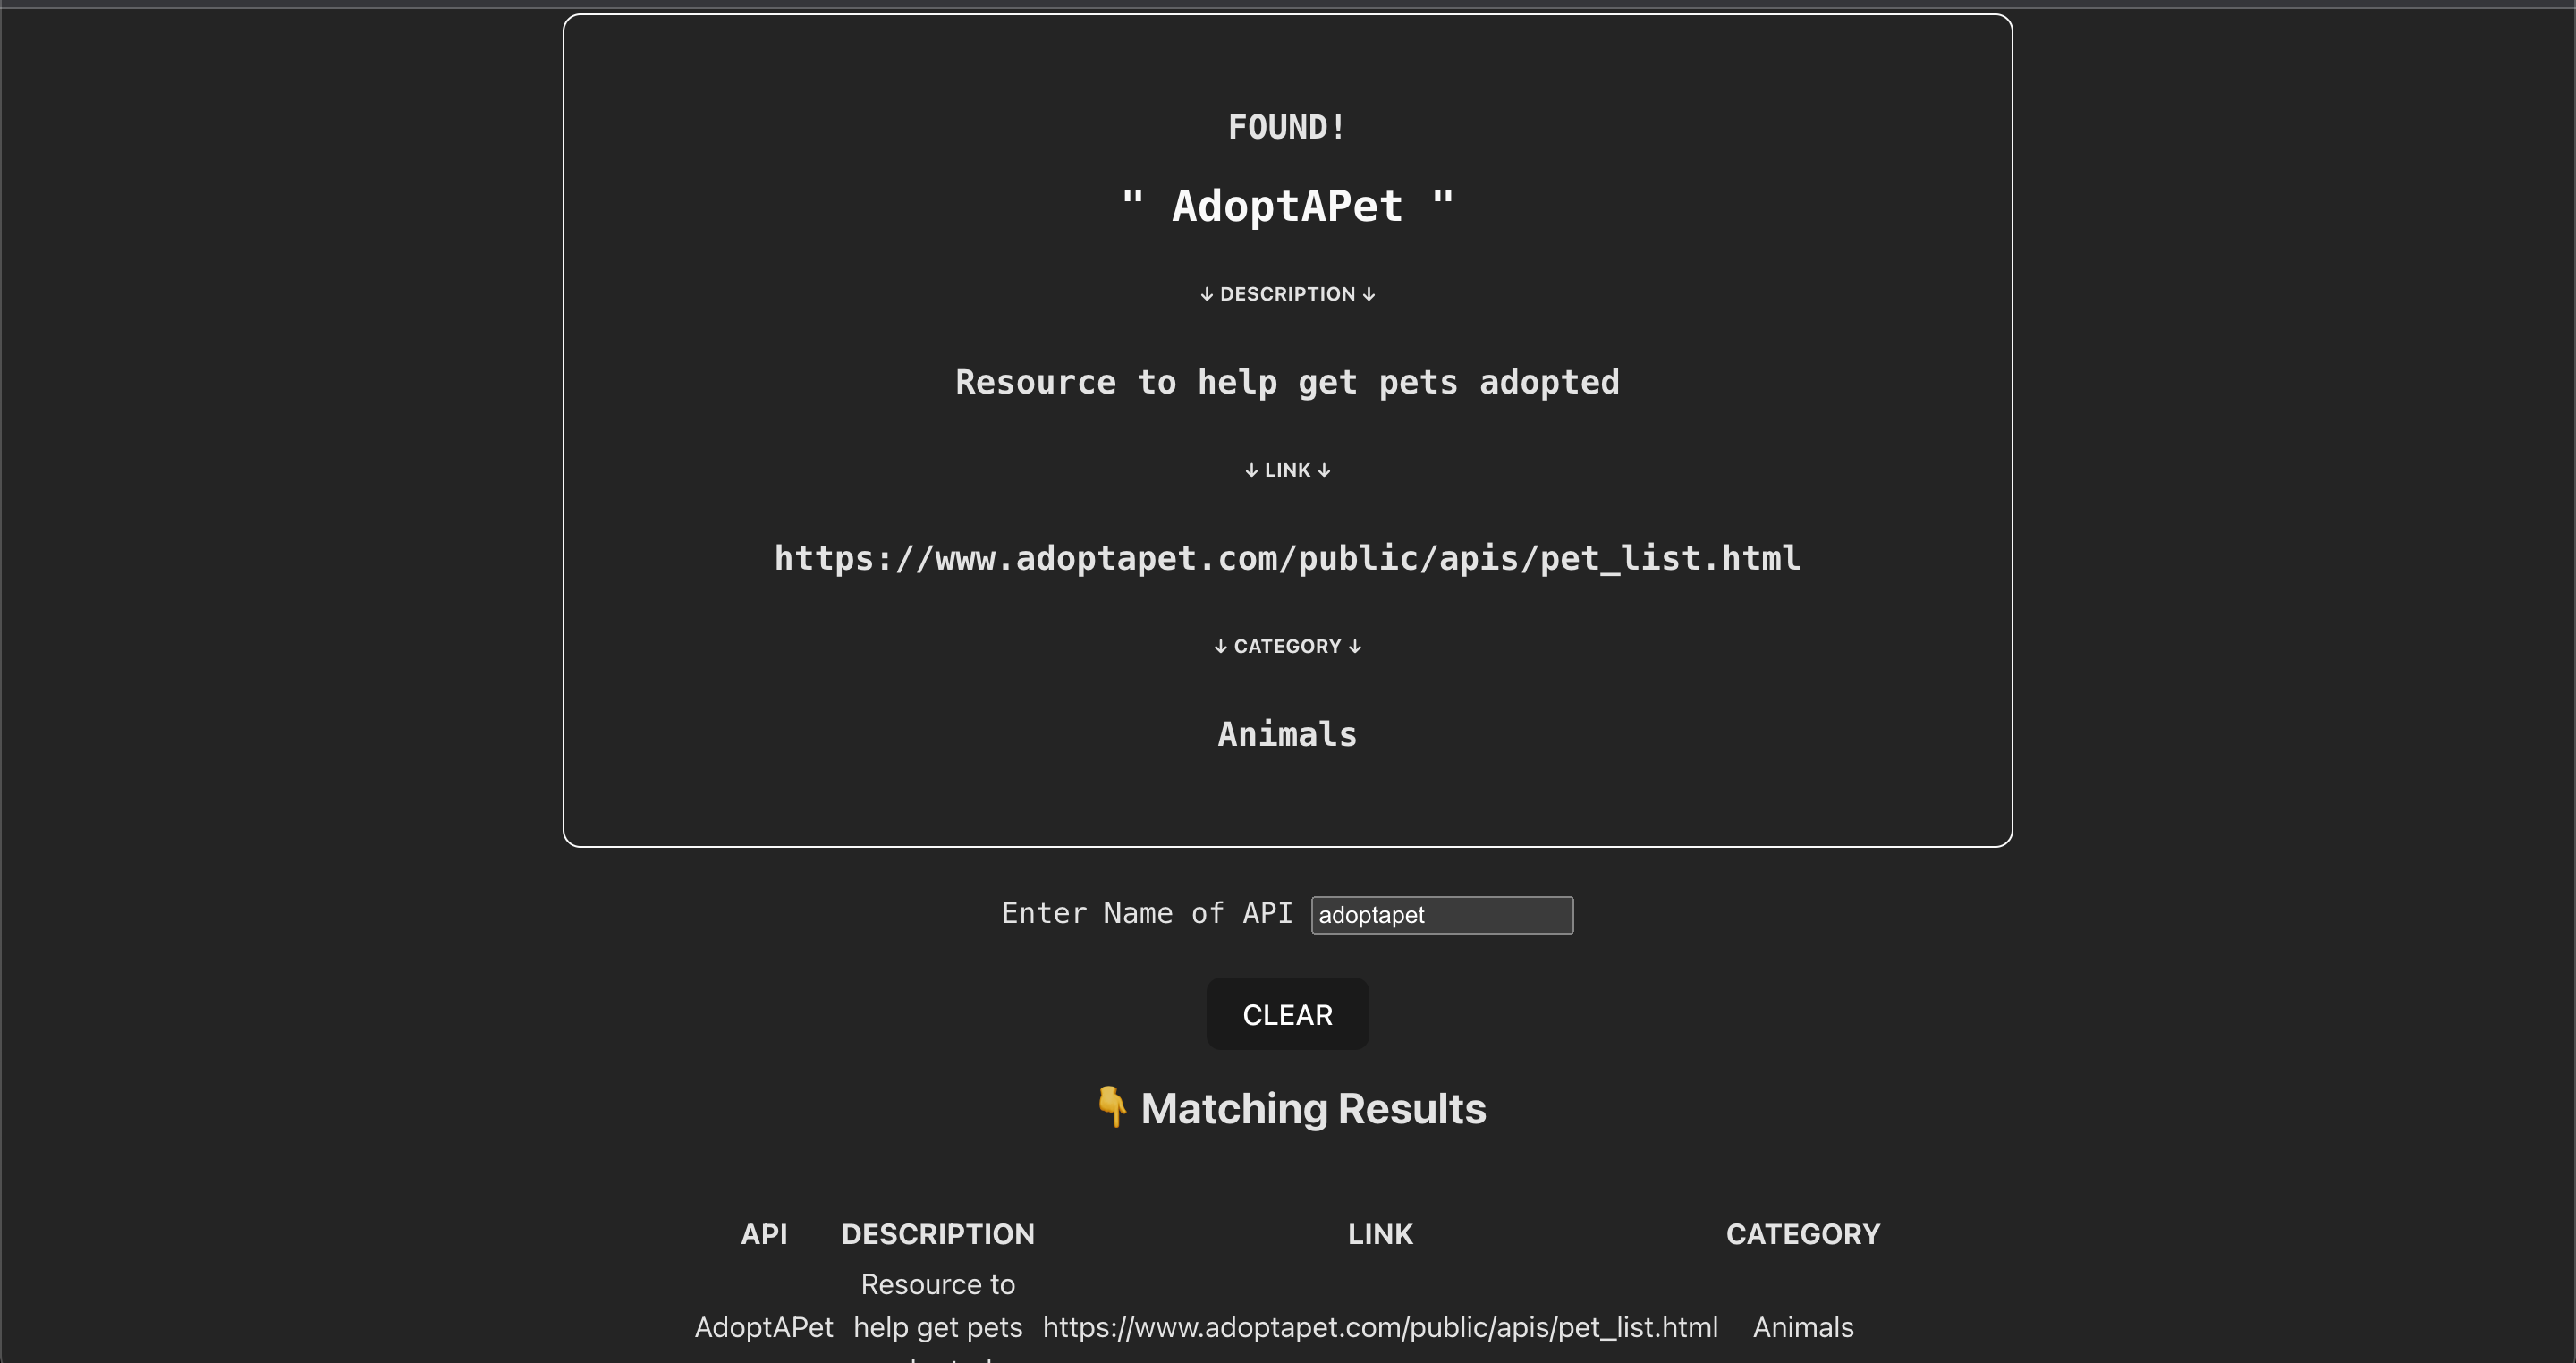 FOUND!
" AdoptAPet "
↓ DESCRIPTION ↓
Resource to help get pets adopted
↓ LINK ↓
https://www.adoptapet.com/public/apis/pet_list.html
↓ CATEGORY ↓
Animals
Enter Name of API adoptapet
CLEAR
👇 Matching Results
API DESCRIPTION LINK CATEGORY
Resource to
AdoptAPet help get pets https://www.adoptapet.com/public/apis/pet_list.html Animals